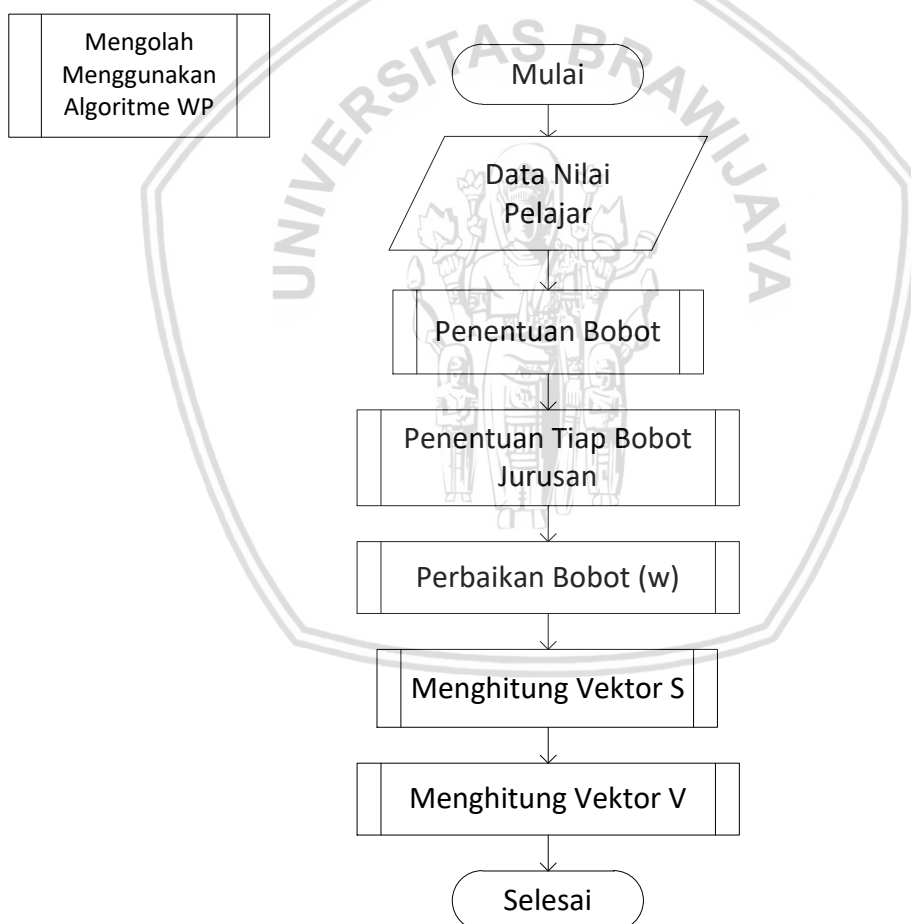 Mengolah
Menggunakan
Algoritme WP
UNIVERSITAS BRAWIJAYA
Mulai
Data Nilai
Pelajar
Penentuan Bobot
Penentuan Tiap Bobot
Jurusan
Perbaikan Bobot (w)
Menghitung Vektor S
Menghitung Vektor V
Selesai